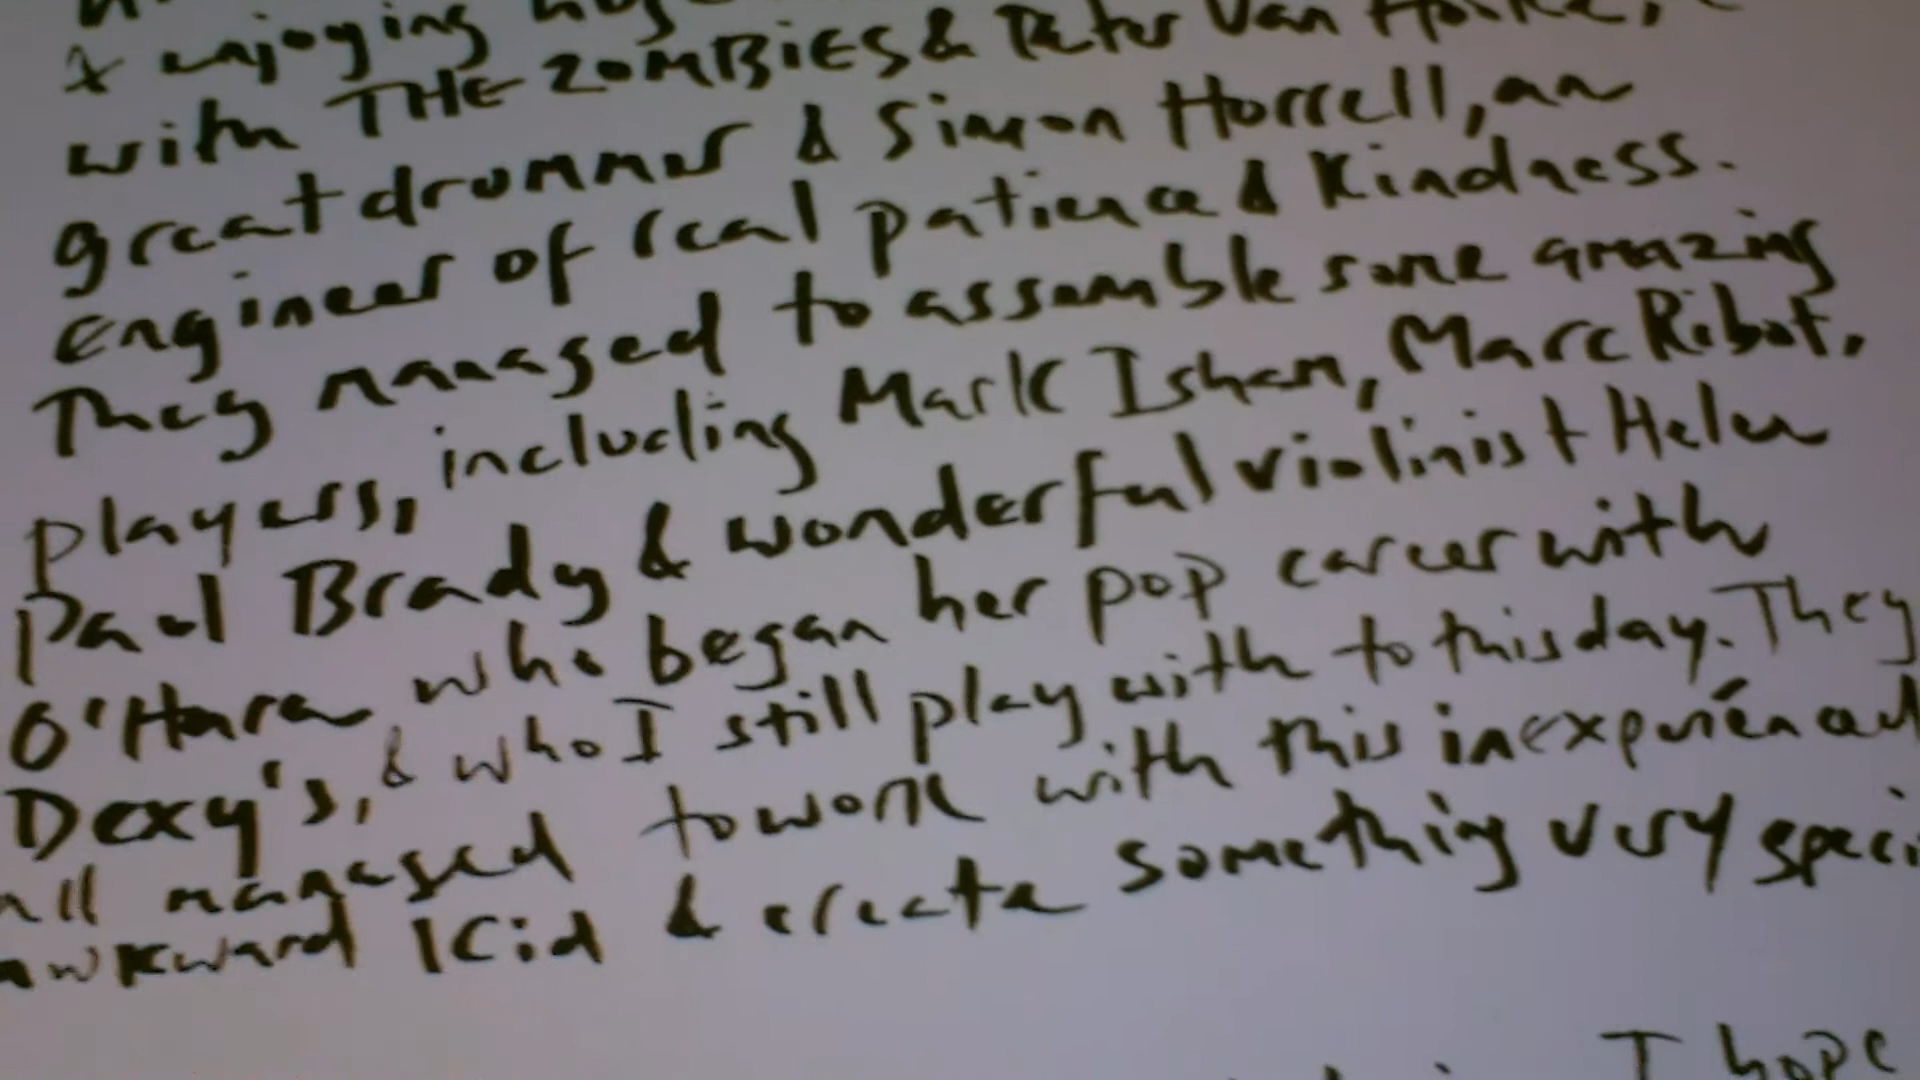 & enjoying
with THE ZOMBIES & Peter Van
great drummer & Simon Horrell, an
engineer of real patience & kindness.
They managed to assemble some amazing
players, including Mark Isham, Marc Ribot,
Paul Brady & wonderful violinist Helen
O'Hara who began her pop career with
Dexy's, & who I still play with to this day. They
all managed to work with this inexperienced
awkward kid & create something very speci
I hope